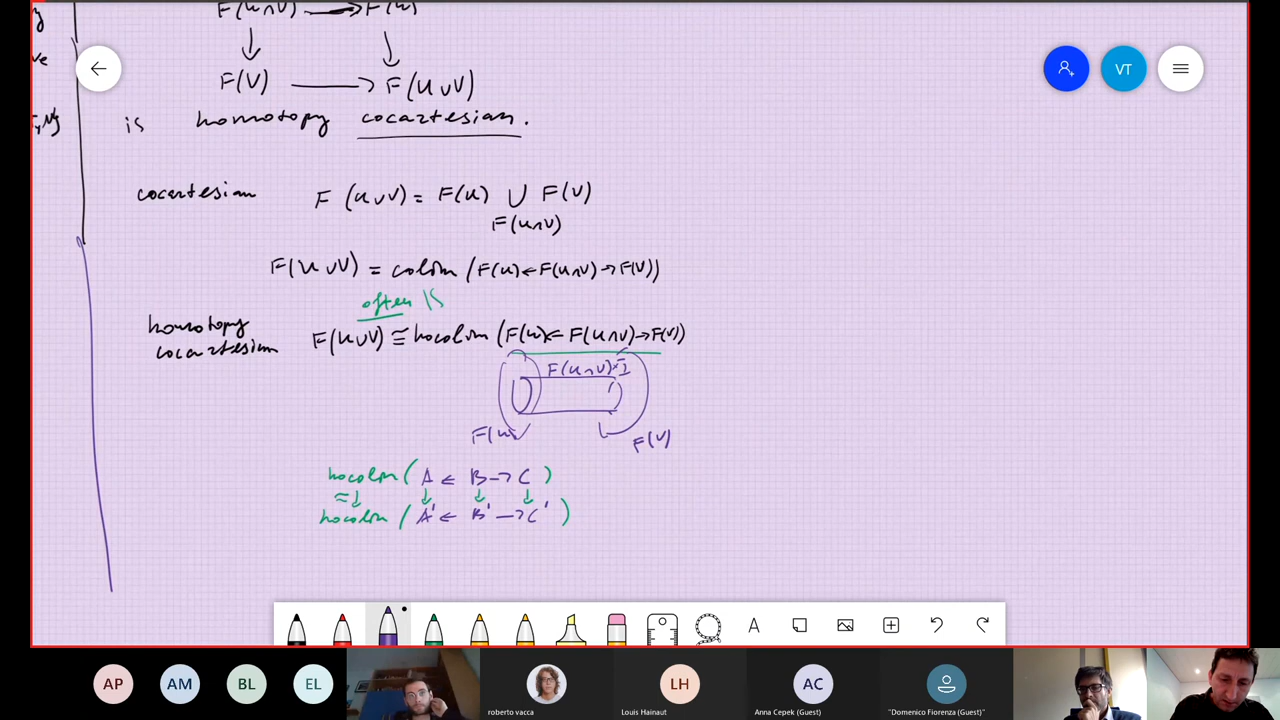 F(U∩V) → F(U)
↓ ↓
F(V) → F(U∪V)
is homotopy cocartesian.
cocartesian F(U∪V) = F(U) ∪ F(V)
F(U∩V)
F(U∪V) = colim (F(U) ← F(U∩V) → F(V))
often
homotopy cocartesian F(U∪V) ≅ hocolim (F(U) ← F(U∩V) → F(V))
F(U∩V)×I
F(U) F(V)
hocolim ( A ← B → C )
≈↓ ↓ ↓ ↓
hocolim ( A' ← B' → C' )
VT
AP
AM
BL
EL
roberto vacca
LH
Louis Hainaut
AC
Anna Cepek (Guest)
"Domenico Fiorenza (Guest)"